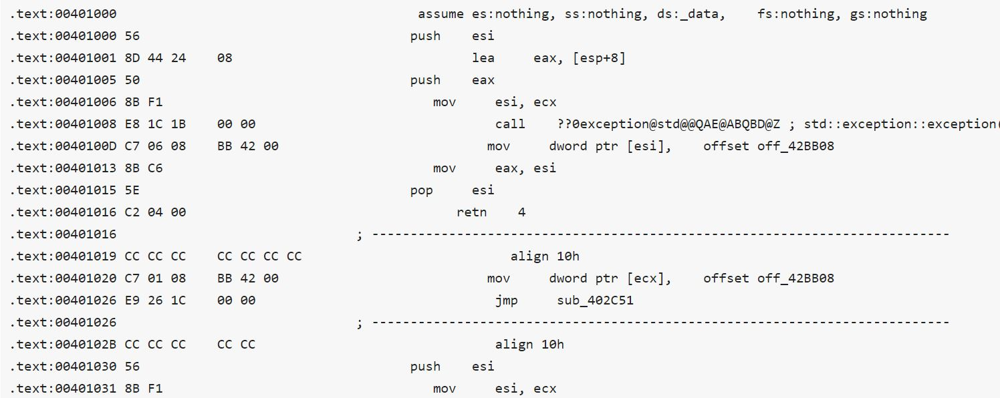 .text:00401000 assume es:nothing, ss:nothing, ds:_data, fs:nothing, gs:nothing
.text:00401000 56 push esi
.text:00401001 8D 44 24 08 lea eax, [esp+8]
.text:00401005 50 push eax
.text:00401006 8B F1 mov esi, ecx
.text:00401008 E8 1C 1B 00 00 call ??0exception@std@@QAE@ABQBD@Z ; std::exception::exception(
.text:0040100D C7 06 08 BB 42 00 mov dword ptr [esi], offset off_42BB08
.text:00401013 8B C6 mov eax, esi
.text:00401015 5E pop esi
.text:00401016 C2 04 00 retn 4
.text:00401016 ; ---------------------------------------------------------------------------
.text:00401019 CC CC CC CC CC CC CC align 10h
.text:00401020 C7 01 08 BB 42 00 mov dword ptr [ecx], offset off_42BB08
.text:00401026 E9 26 1C 00 00 jmp sub_402C51
.text:00401026 ; ---------------------------------------------------------------------------
.text:0040102B CC CC CC CC CC align 10h
.text:00401030 56 push esi
.text:00401031 8B F1 mov esi, ecx